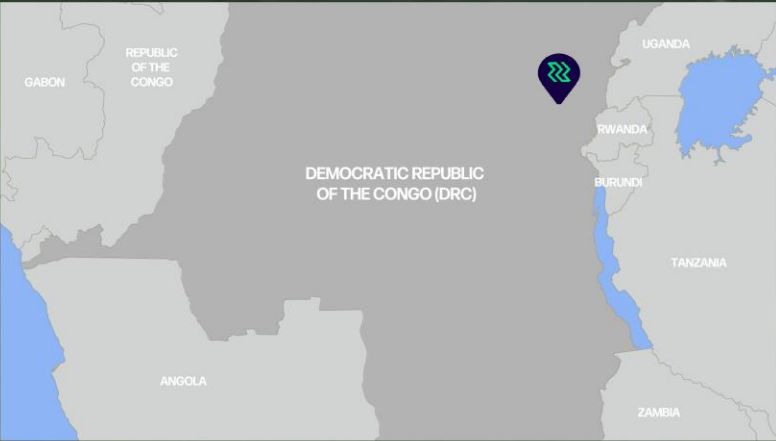 UGANDA
REPUBLIC
OF THE
CONGO
GABON
RWANDA
DEMOCRATIC REPUBLIC
OF THE CONGO (DRC)
BURUNDI
TANZANIA
ANGOLA
ZAMBIA